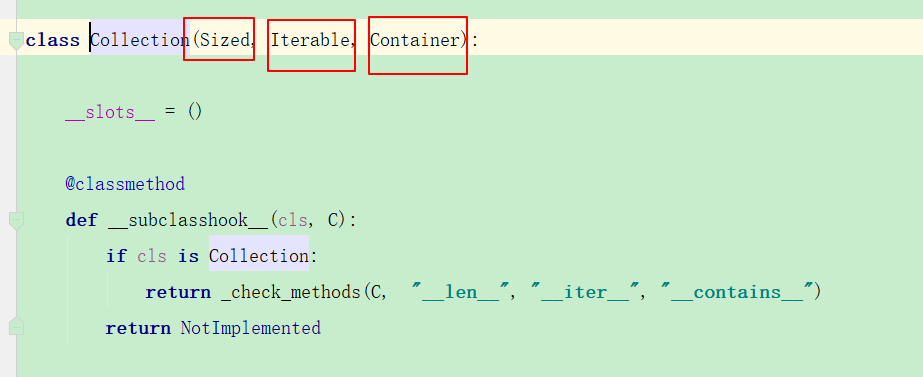 class Collection(Sized, Iterable, Container):
__slots__ = ()
@classmethod
def __subclasshook__(cls, C):
if cls is Collection:
return _check_methods(C,  "__len__", "__iter__", "__contains__")
return NotImplemented